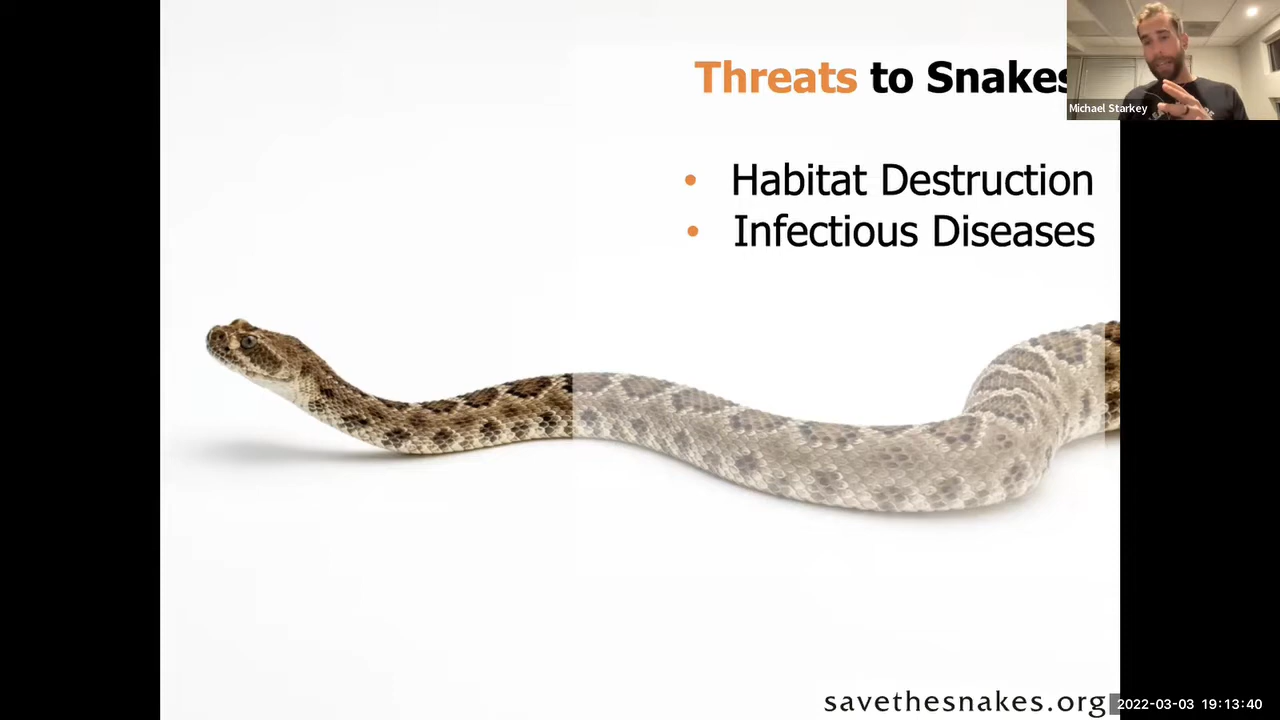 Threats to Snakes
Michael Starkey
• Habitat Destruction
• Infectious Diseases
savethesnakes.org
2022-03-03 19:13:40